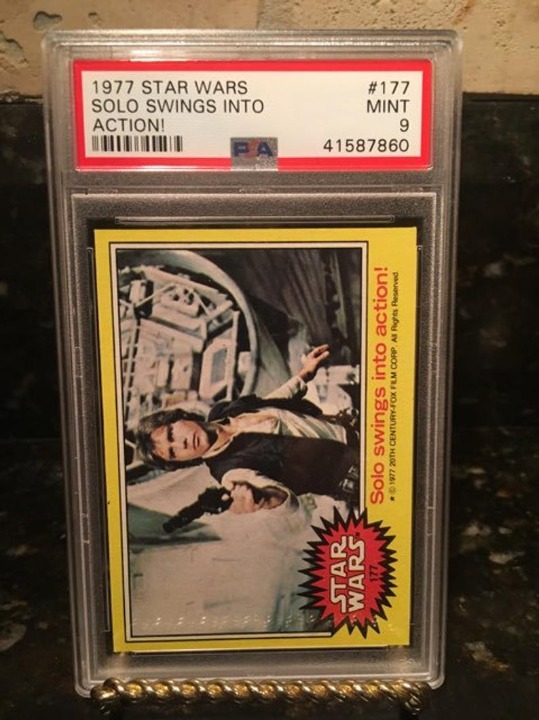 1977 STAR WARS #177
SOLO SWINGS INTO MINT
ACTION! 9
PSA 41587860
Solo swings into action!
* © 1977 20TH CENTURY-FOX FILM CORP. All Rights Reserved.
STAR
WARS
177